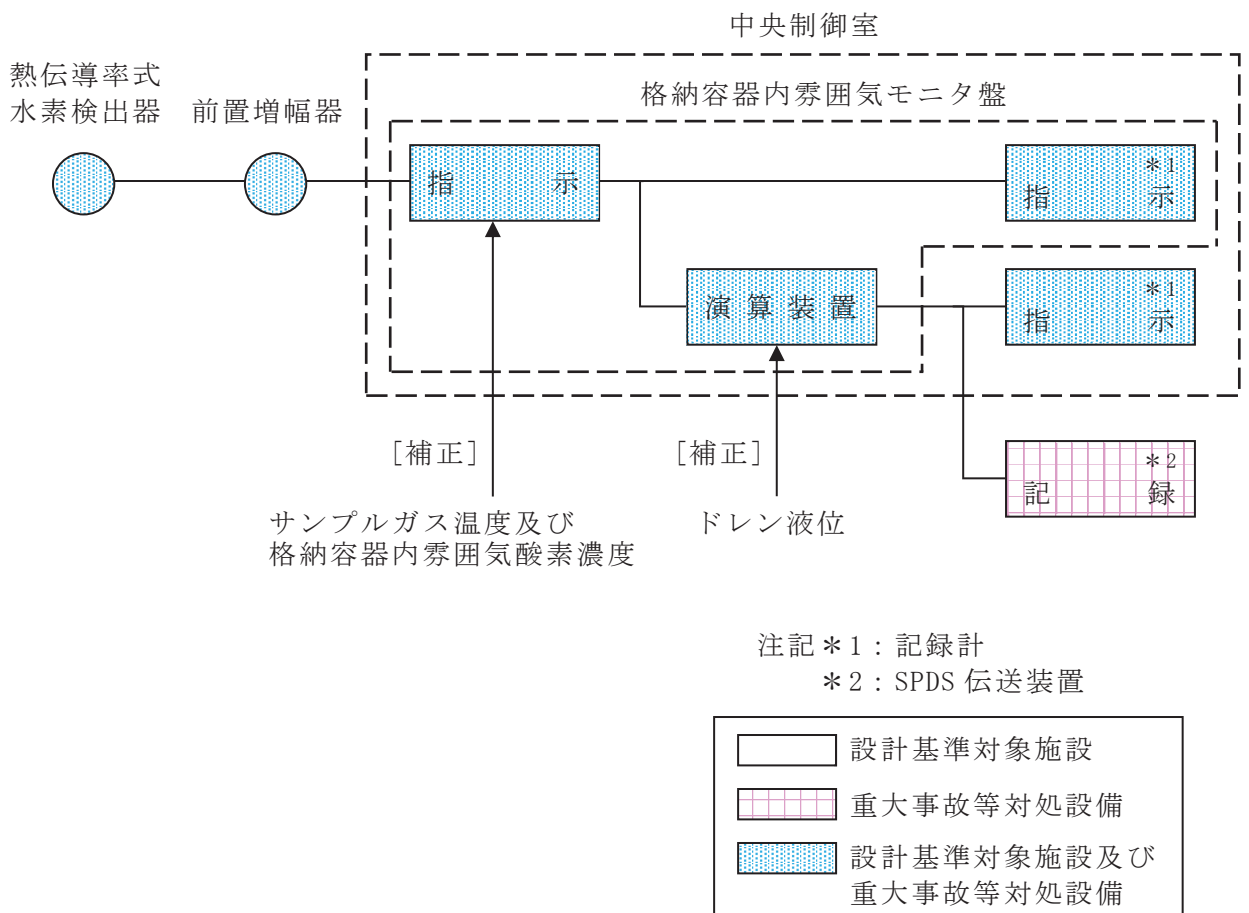 中央制御室
熱伝導率式
水素検出器
前置増幅器
格納容器内雰囲気モニタ盤
指示
＊1
指示
演算装置
＊1
指示
[補正]
[補正]
＊2
記録
サンプルガス温度及び
格納容器内雰囲気酸素濃度
ドレン液位
注記＊1：記録計
＊2：SPDS伝送装置
設計基準対象施設
重大事故等対処設備
設計基準対象施設及び
重大事故等対処設備